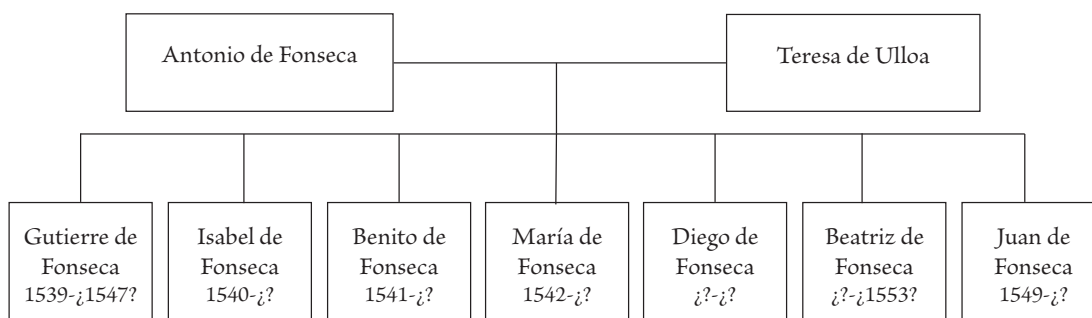 Antonio de Fonseca
Teresa de Ulloa
Gutierre de
Fonseca
1539-¿1547?
Isabel de
Fonseca
1540-¿?
Benito de
Fonseca
1541-¿?
María de
Fonseca
1542-¿?
Diego de
Fonseca
¿?-¿?
Beatriz de
Fonseca
¿?-¿1553?
Juan de
Fonseca
1549-¿?